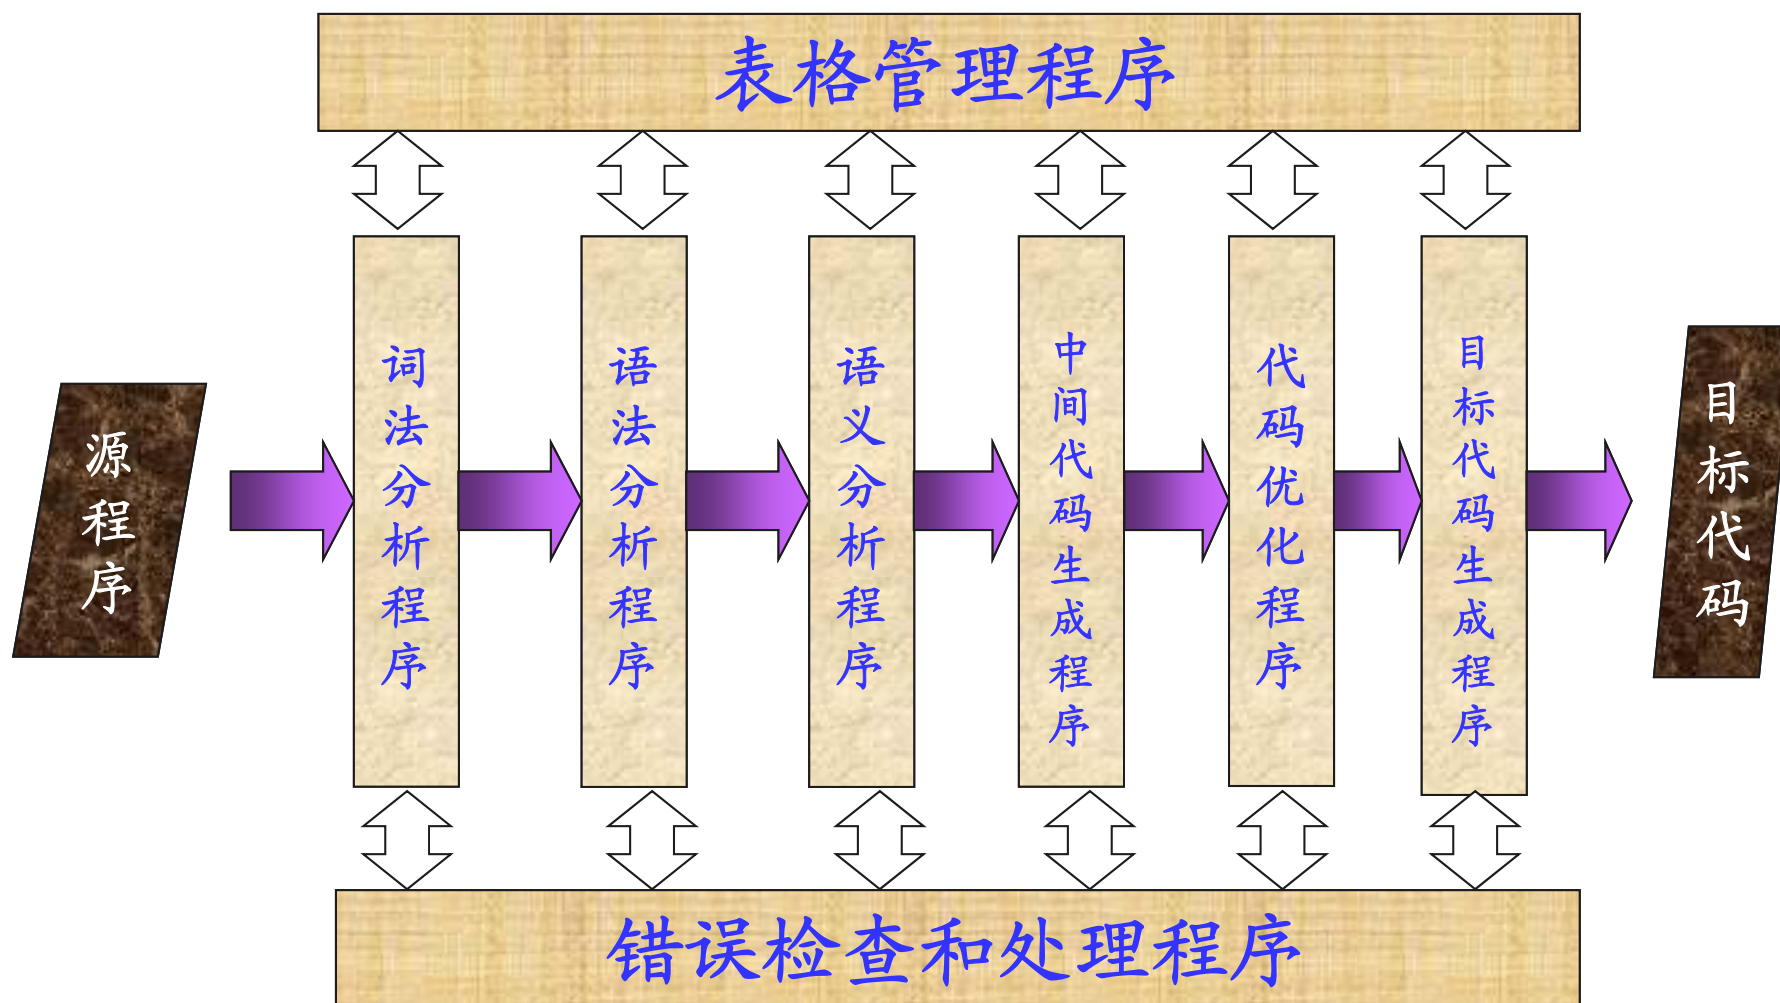 表格管理程序
源程序
词法分析程序
语法分析程序
语义分析程序
中间代码生成程序
代码优化程序
目标代码生成程序
目标代码
错误检查和处理程序